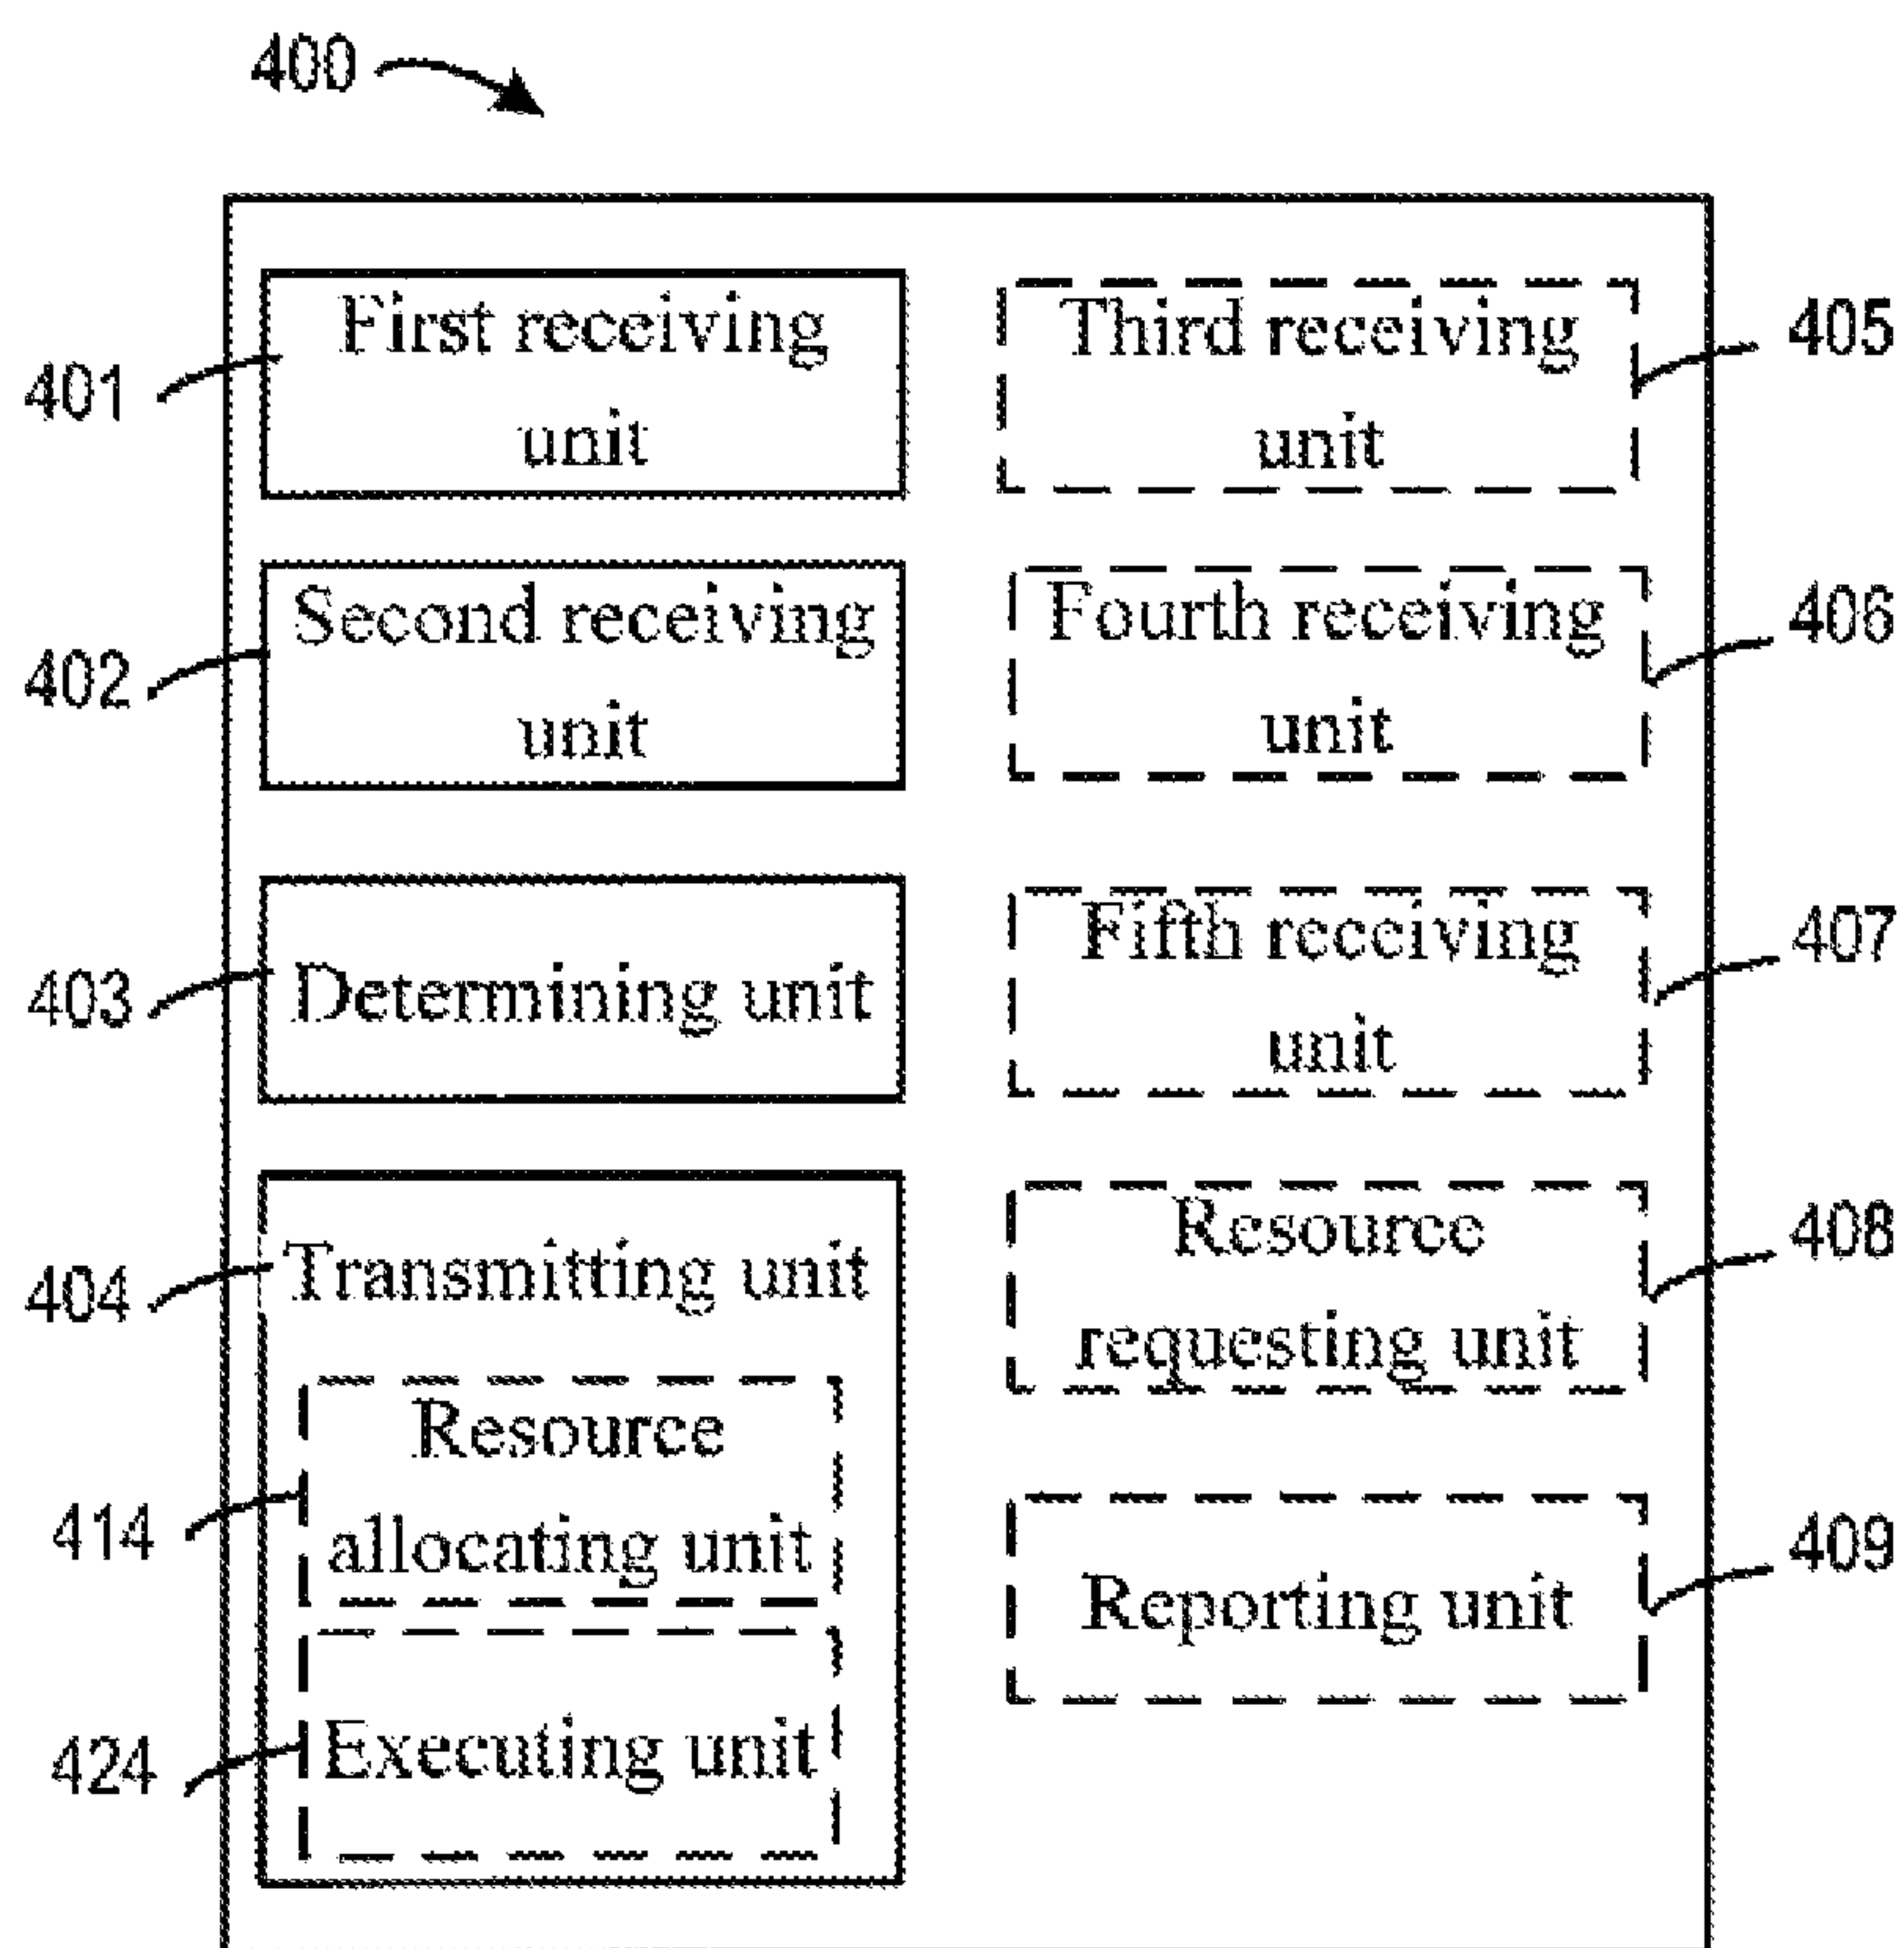 400
401
First receiving
unit
402
Second receiving
unit
403
Determining unit
404
Transmitting unit
414
Resource
allocating unit
424
Executing unit
Third receiving
unit
405
Fourth receiving
unit
406
Fifth receiving
unit
407
Resource
requesting unit
408
Reporting unit
409